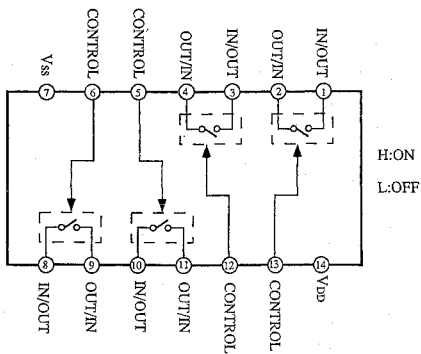 Vss
CONTROL
CONTROL
OUT/IN
IN/OUT
OUT/IN
IN/OUT
7
6
5
4
3
2
1
H:ON
L:OFF
8
9
10
11
12
13
14
IN/OUT
OUT/IN
IN/OUT
OUT/IN
CONTROL
CONTROL
VDD